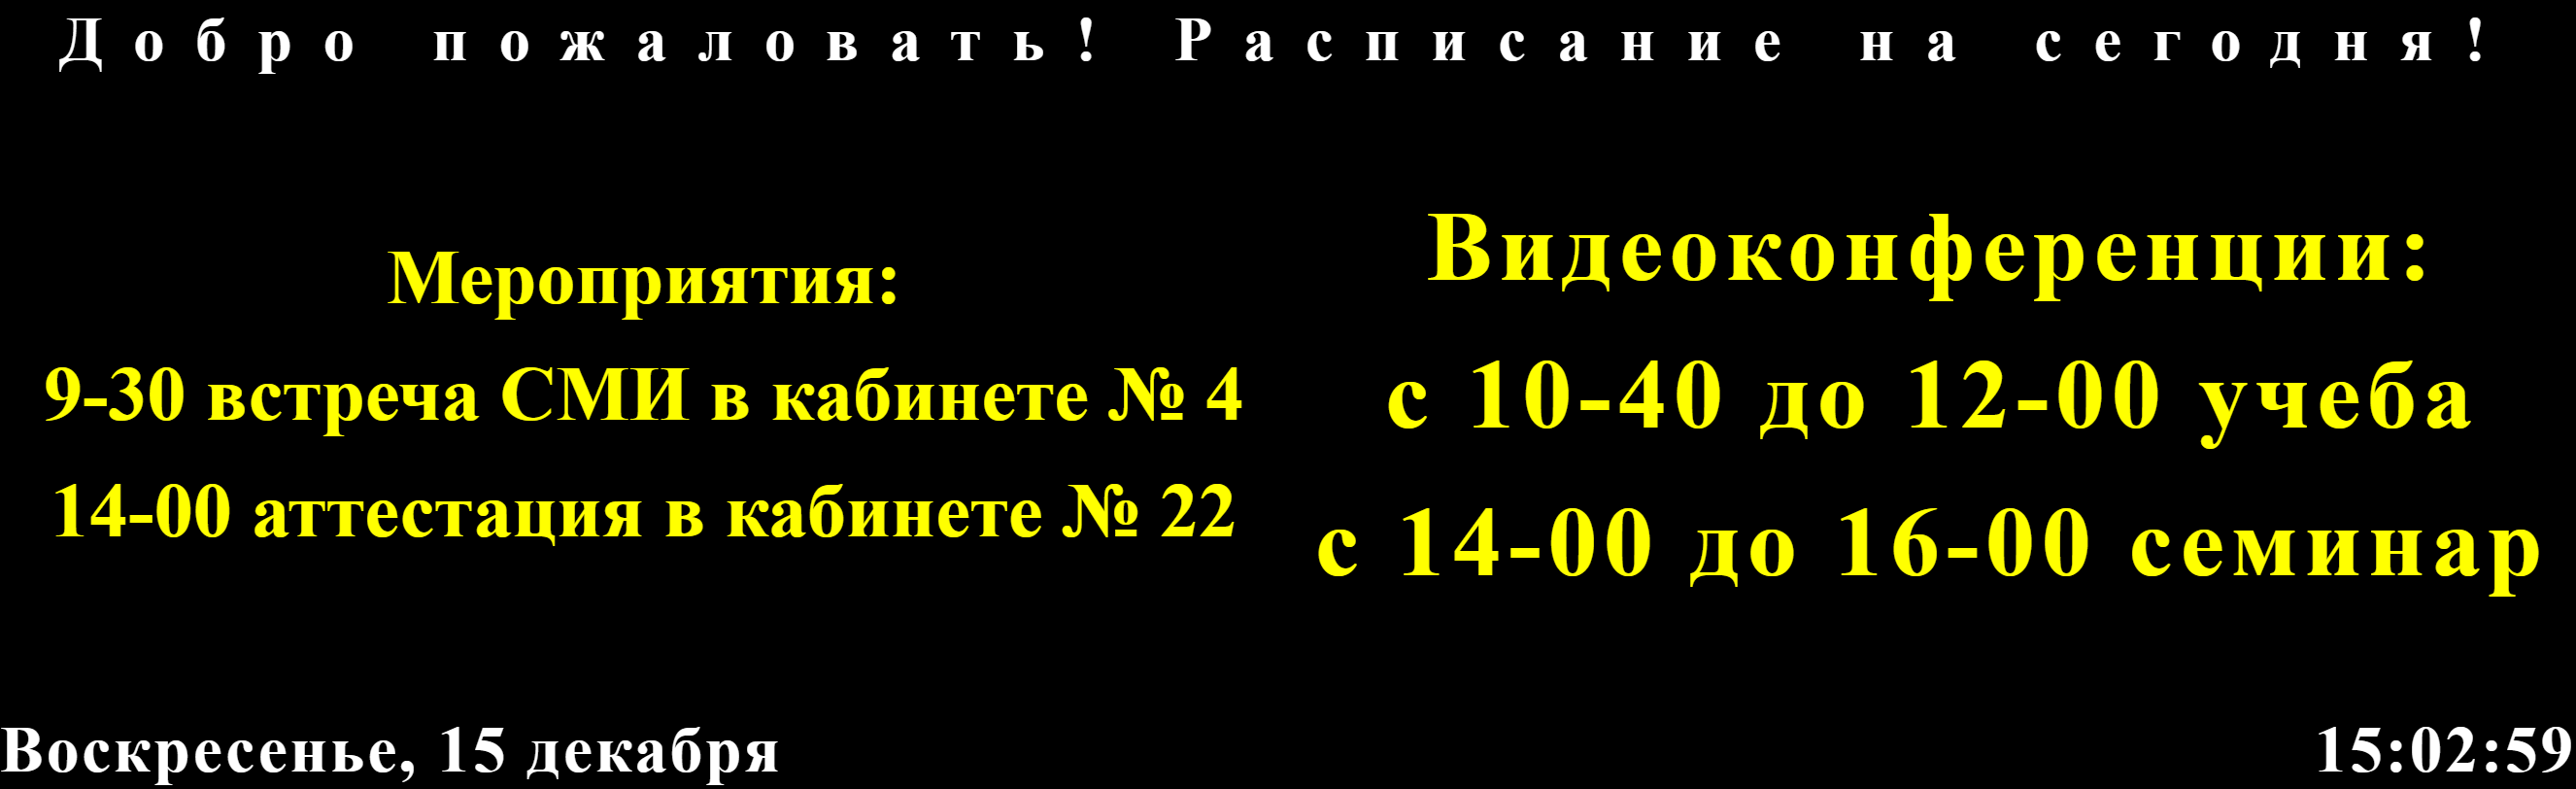 Добро пожаловать! Расписание на сегодня!
Мероприятия:
9-30 встреча СМИ в кабинете № 4
14-00 аттестация в кабинете № 22
Видеоконференции:
с 10-40 до 12-00 учеба
с 14-00 до 16-00 семинар
Воскресенье, 15 декабря
15:02:59